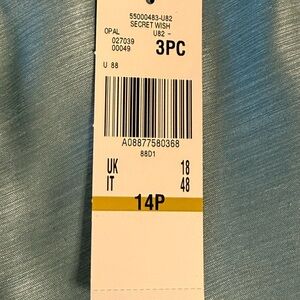 55000483-U82
SECRET WISH
OPAL U82 -
027039 3PC
00049
U 88
A08877580368
88D1
UK 18
IT 48
14P